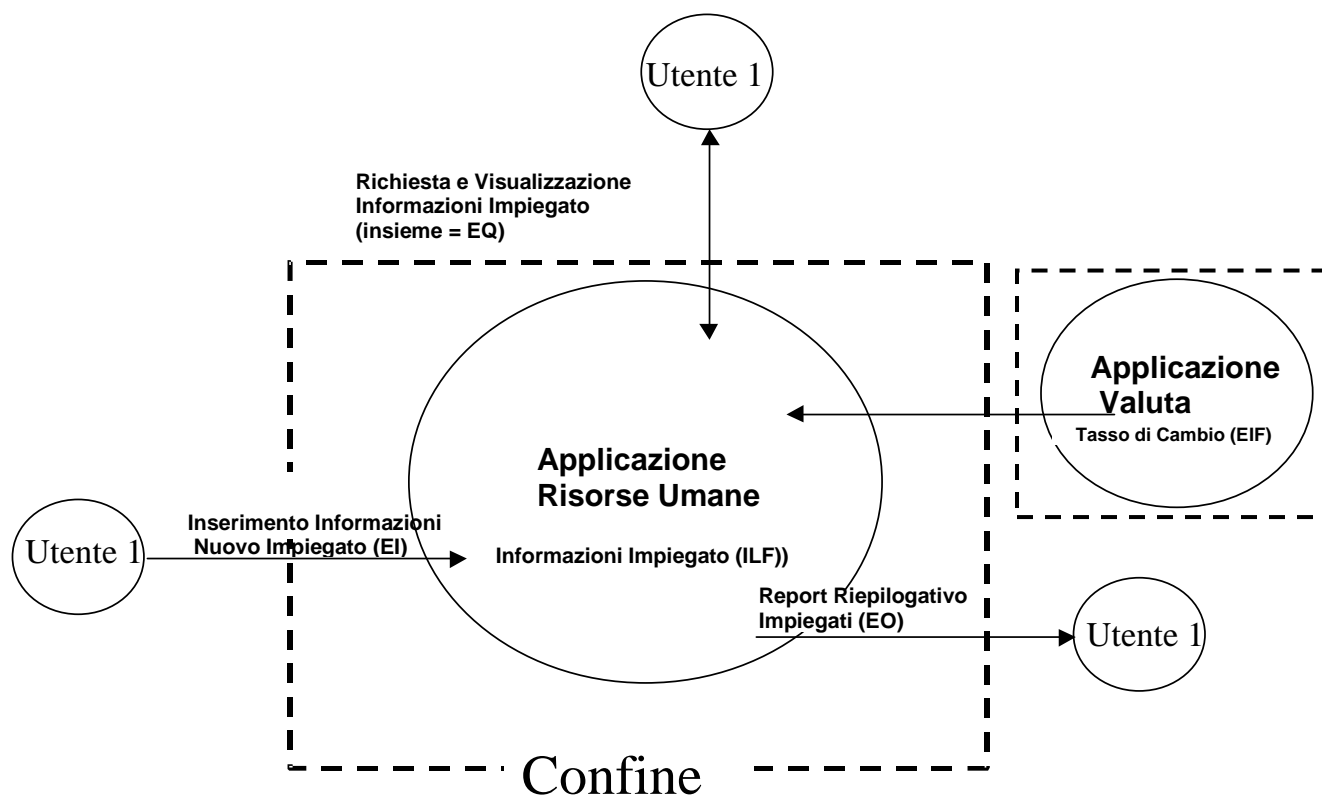 Utente 1
Richiesta e Visualizzazione
Informazioni Impiegato
(insieme = EQ)
Applicazione
Valuta
Tasso di Cambio (EIF)
Applicazione
Risorse Umane
Inserimento Informazioni
Nuovo Impiegato (EI)
Utente 1
Informazioni Impiegato (ILF))
Report Riepilogativo
Impiegati (EO)
Utente 1
Confine